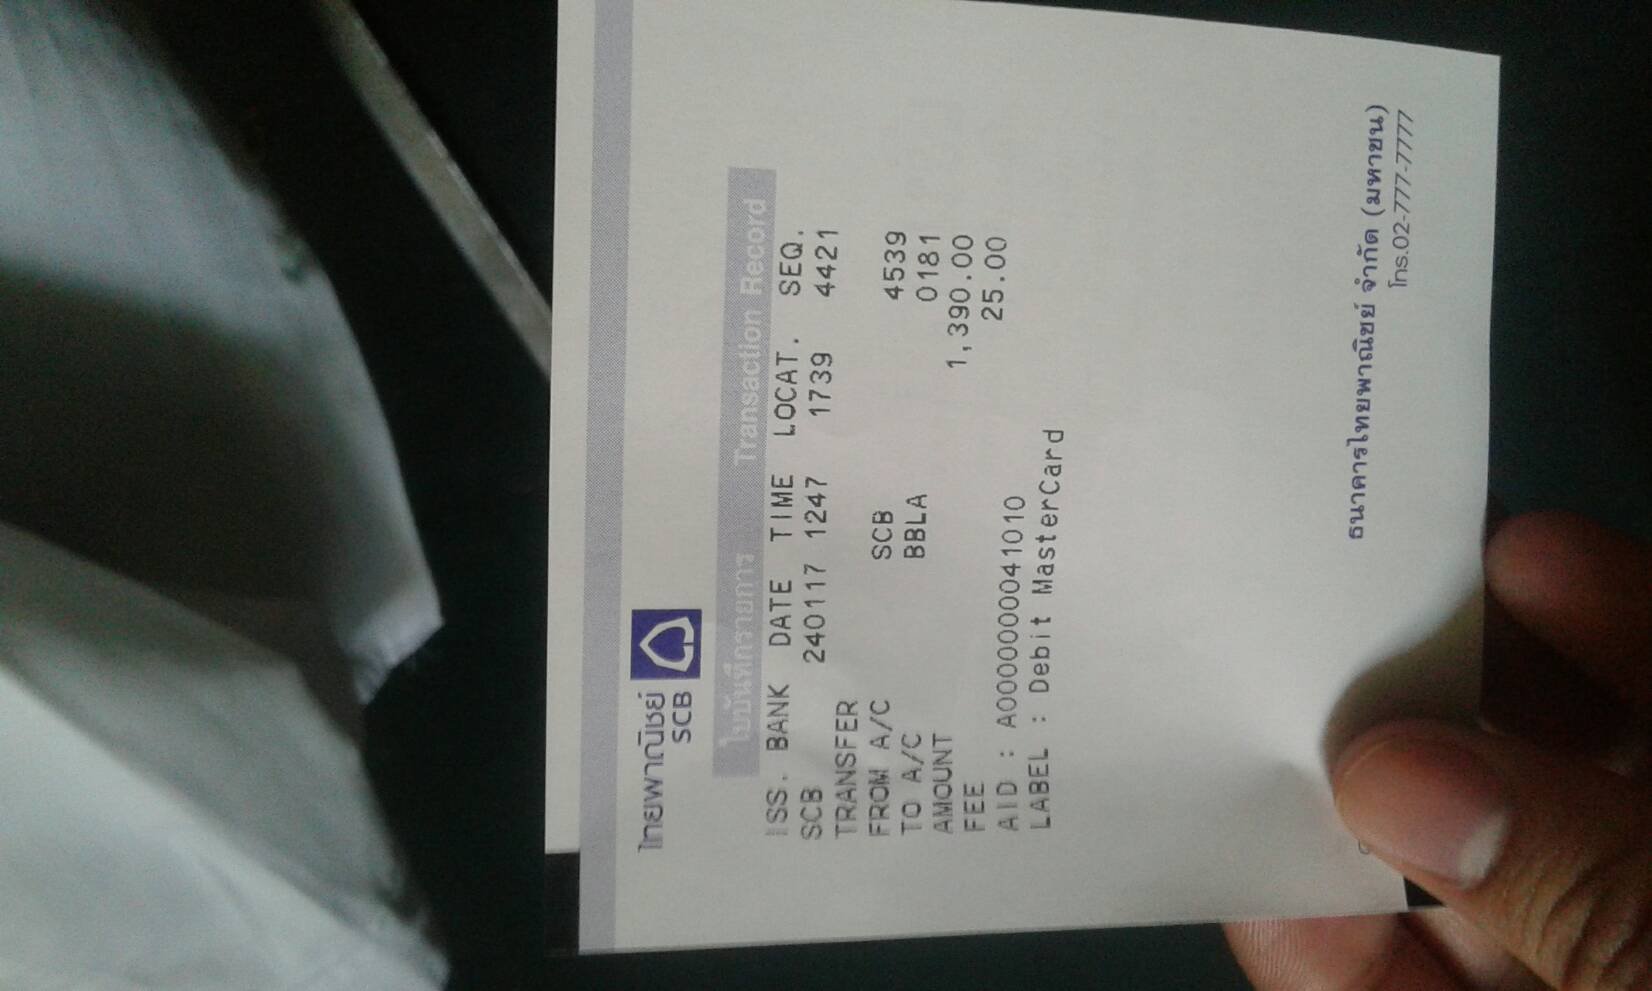 ไทยพาณิชย์
SCB
ใบบันทึกรายการ Transaction Record
ISS. BANK DATE TIME LOCAT. SEQ.
SCB 240117 1247 1739 4421
TRANSFER
FROM A/C SCB 4539
TO A/C BBLA 0181
AMOUNT 1,390.00
FEE 25.00
AID : A0000000041010
LABEL : Debit MasterCard
ธนาคารไทยพาณิชย์ จำกัด (มหาชน)
โทร.02-777-7777